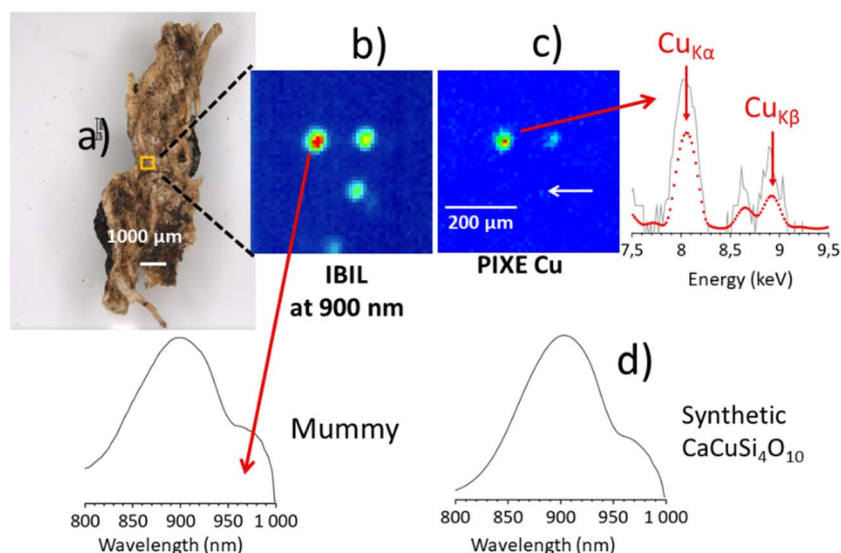 a)
1000 µm
b)
IBIL
at 900 nm
c)
200 µm
PIXE Cu
CuKα
CuKβ
7,5 8 8,5 9 9,5
Energy (keV)
Mummy
800 850 900 950 1 000
Wavelength (nm)
d)
Synthetic
CaCuSi₄O₁₀
800 850 900 950 1 000
Wavelength (nm)